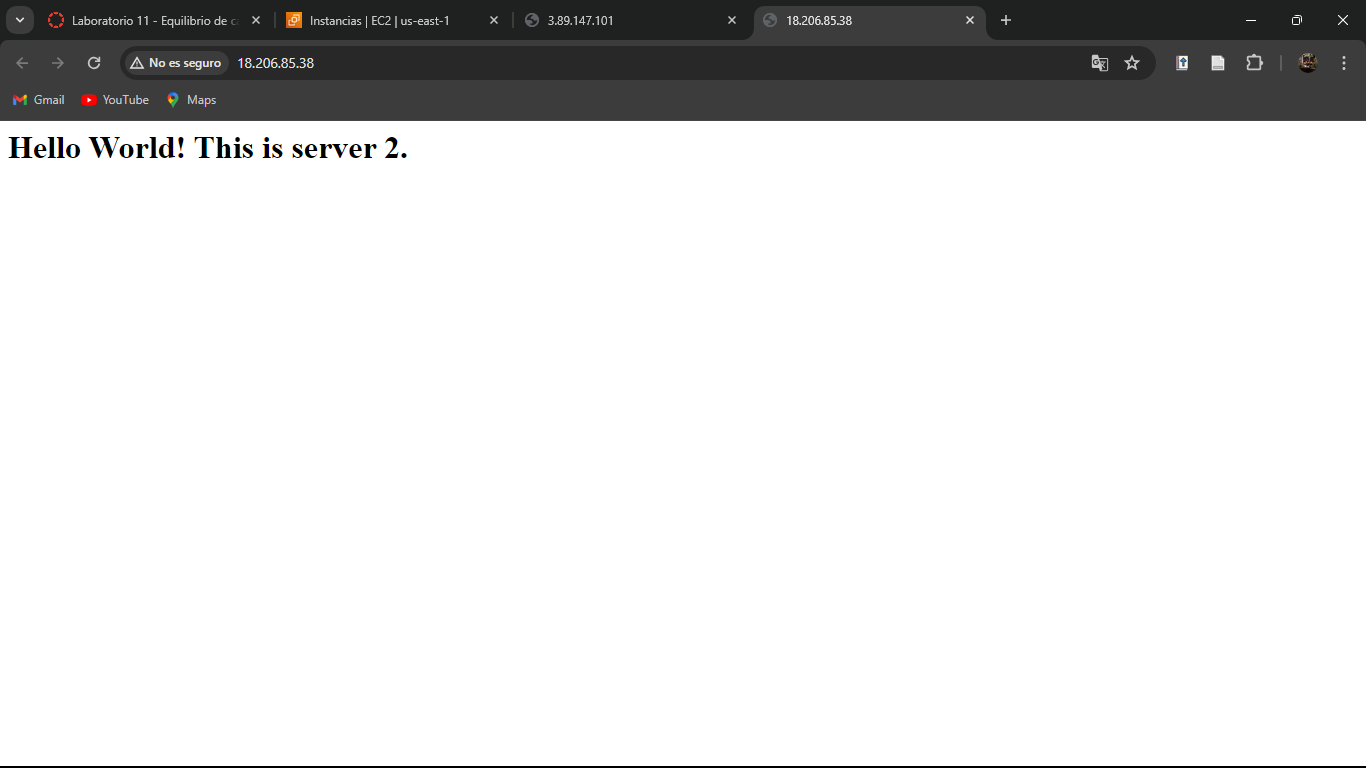 Laboratorio 11 - Equilibrio de c
Instancias | EC2 | us-east-1
3.89.147.101
18.206.85.38
No es seguro
18.206.85.38
Gmail
YouTube
Maps
Hello World! This is server 2.